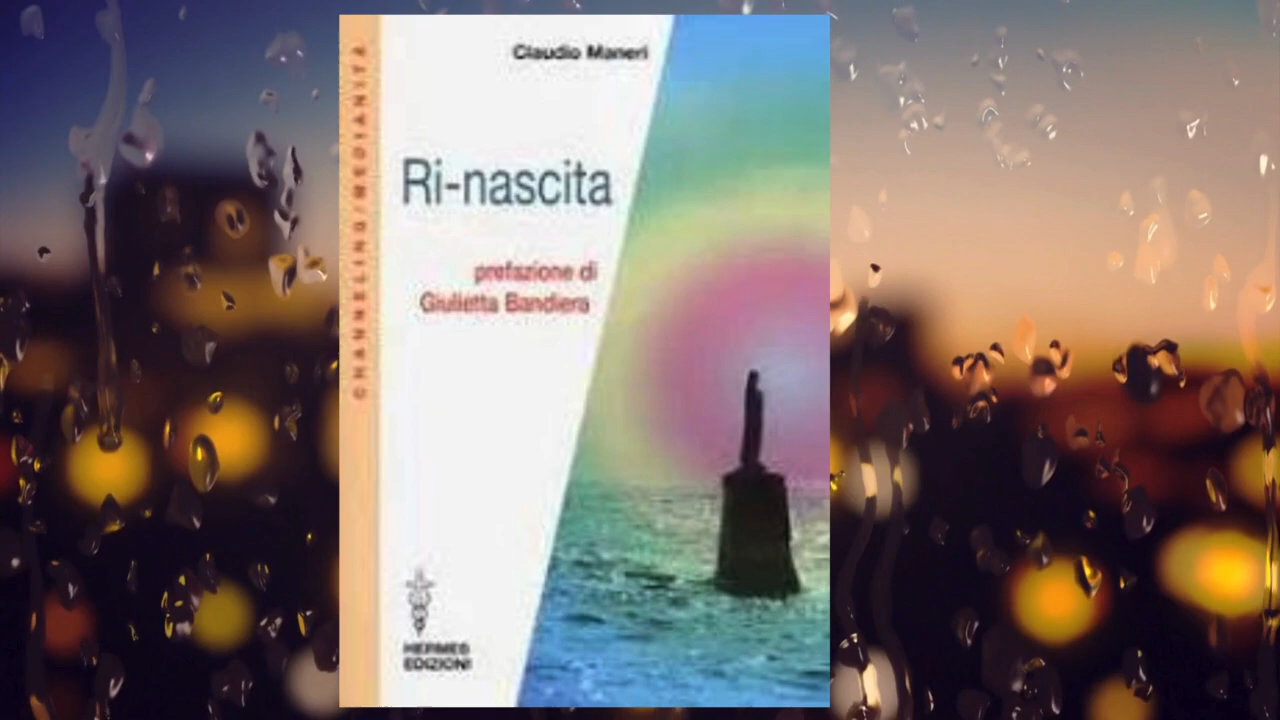 Claudio Maneri
CHANNELING/MEDIANITÀ
Ri-nascita
prefazione di
Giulietta Bandiera
HERMES
EDIZIONI